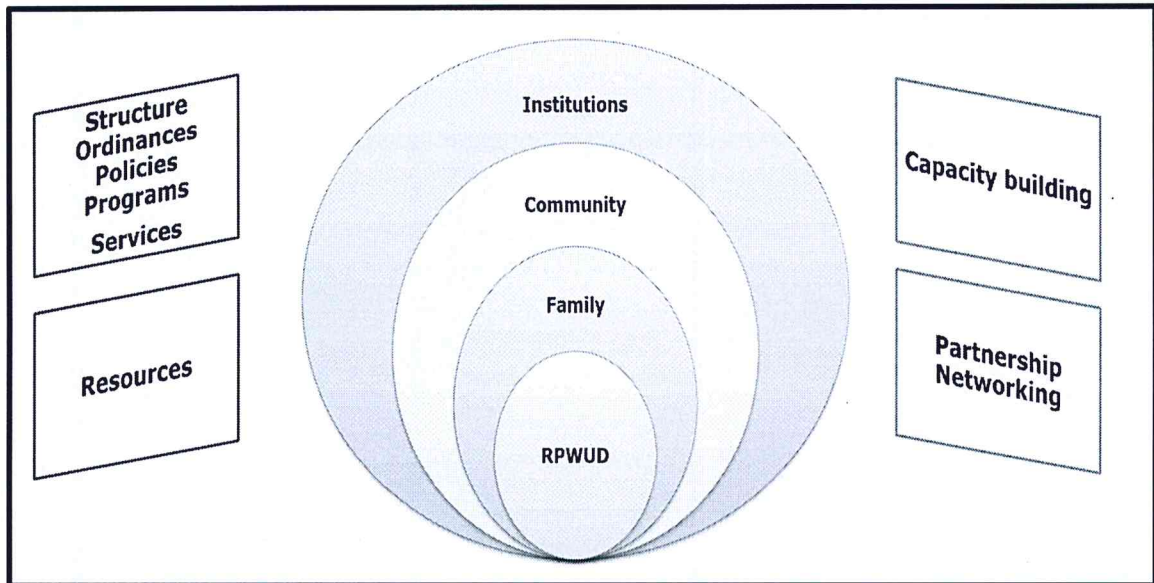 Structure
Ordinances
Policies
Programs
Services
Resources
Institutions
Community
Family
RPWUD
Capacity building
Partnership
Networking